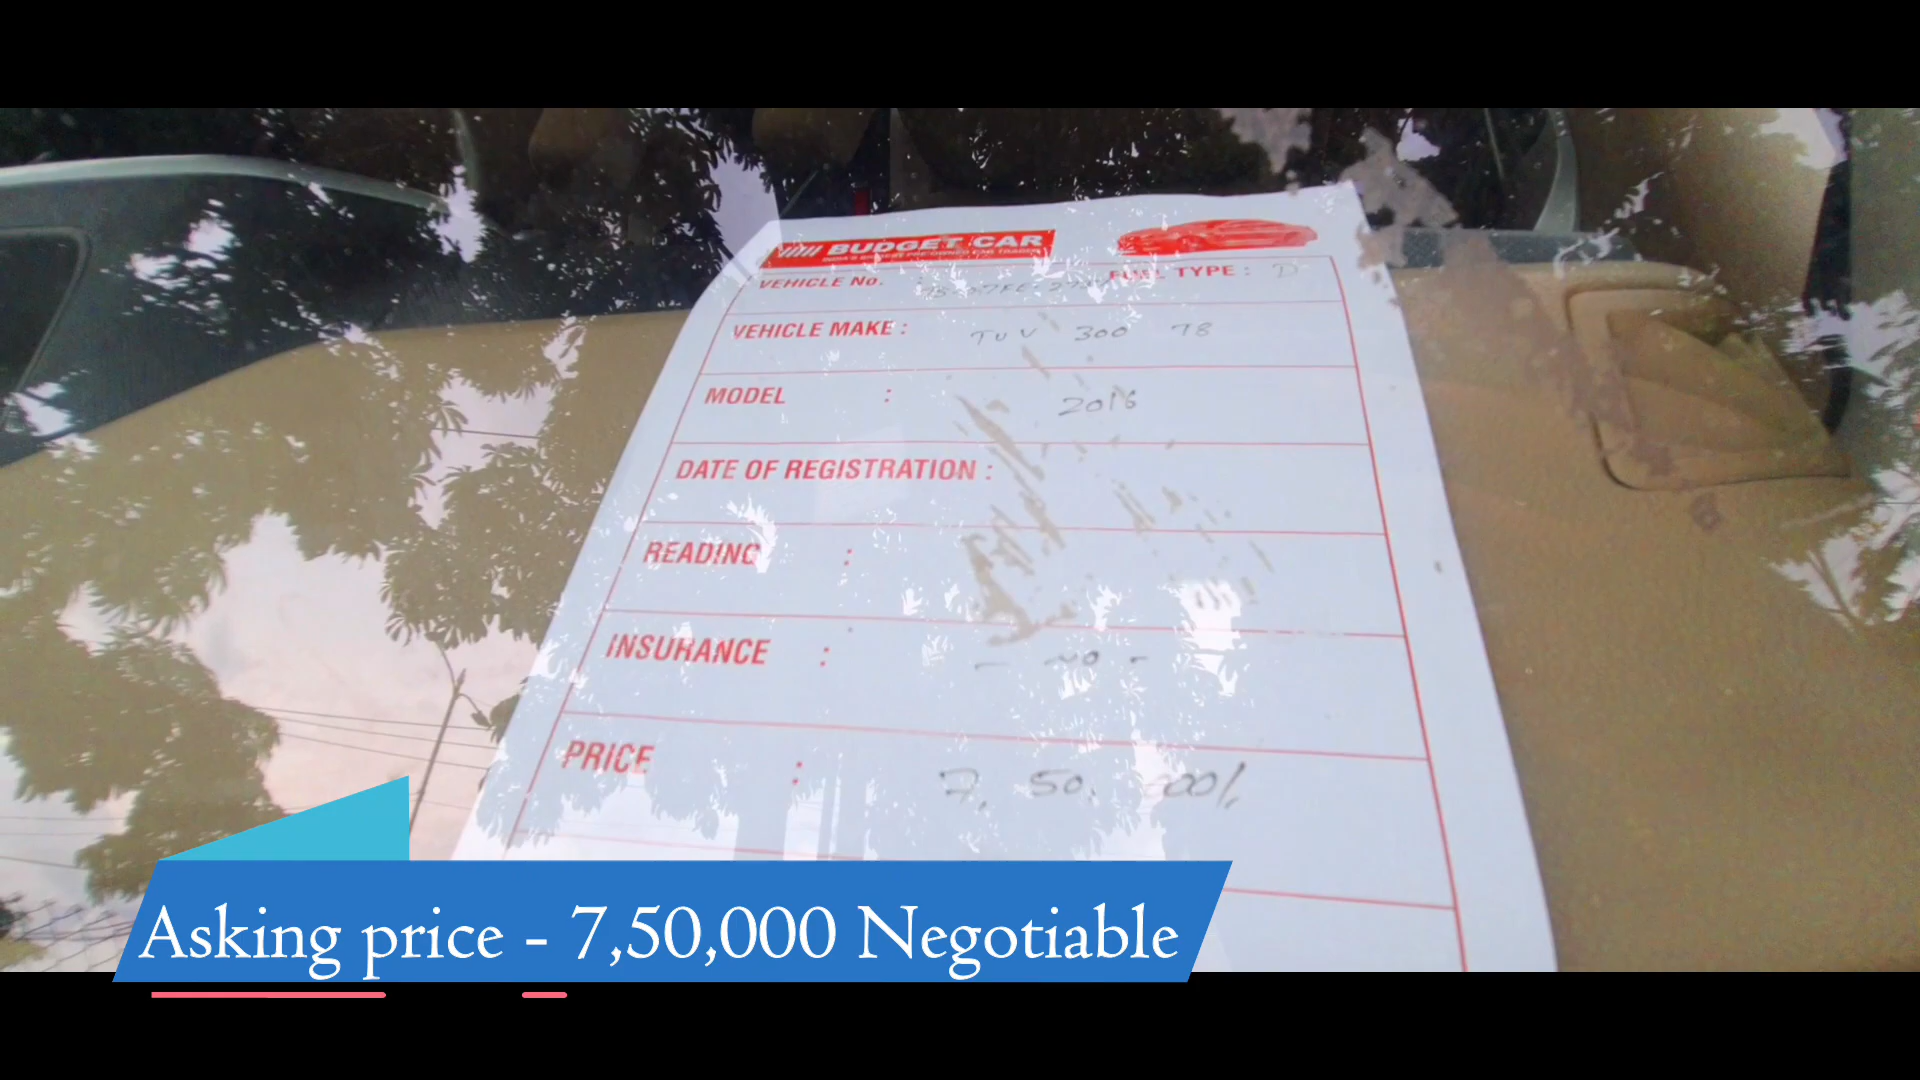 BUDGET CAR
VEHICLE No. :
FUEL TYPE : D
VEHICLE MAKE : TUV 300 T8
MODEL : 2016
DATE OF REGISTRATION :
READING :
INSURANCE : - NO -
PRICE : 7,50,000/.
Asking price - 7,50,000 Negotiable